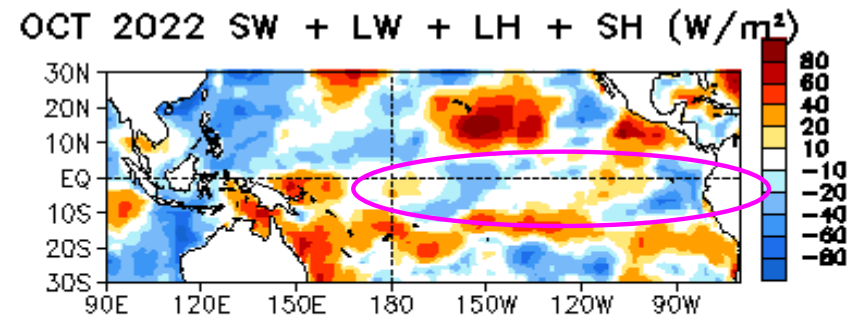 OCT 2022 SW + LW + LH + SH (W/m²)
30N
20N
10N
EQ
10S
20S
30S
90E 120E 150E 180 150W 120W 90W
80
60
40
20
10
-10
-20
-40
-60
-80